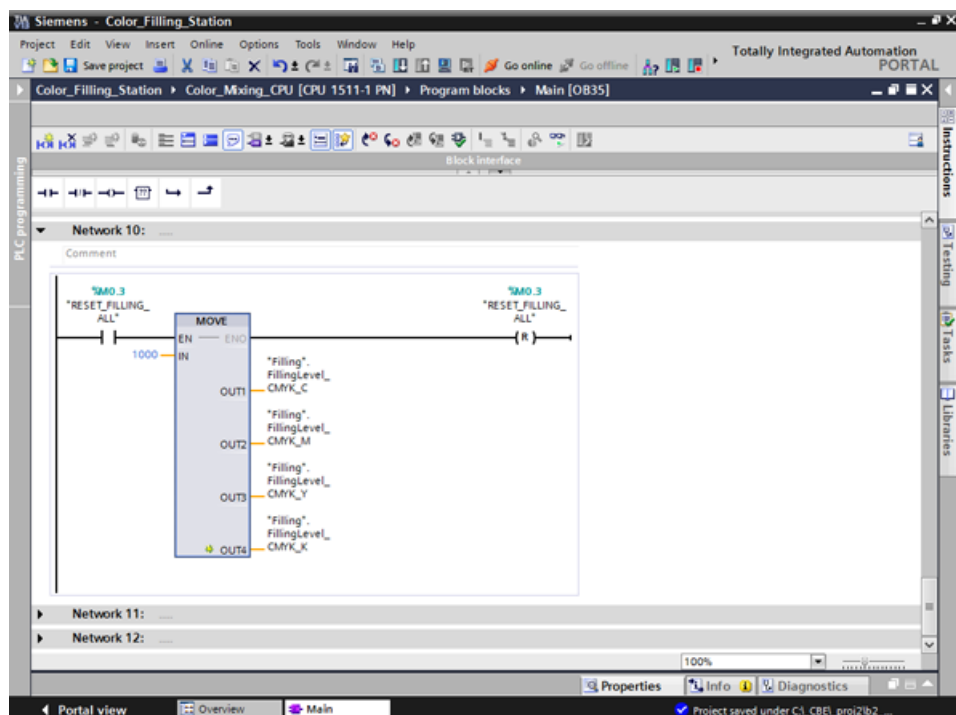 Siemens - Color_Filling_Station
Project Edit View Insert Online Options Tools Window Help
Totally Integrated Automation
PORTAL
Save project
Go online
Go offline
Color_Filling_Station ▸ Color_Mixing_CPU [CPU 1511-1 PN] ▸ Program blocks ▸ Main [OB35]
Block interface
PLC programming
Instructions
Testing
Tasks
Libraries
Network 10: ....
Comment
%M0.3
"RESET_FILLING_
ALL"
MOVE
EN ENO
1000 IN
OUT1
"Filling".
FillingLevel_
CMYK_C
OUT2
"Filling".
FillingLevel_
CMYK_M
OUT3
"Filling".
FillingLevel_
CMYK_Y
OUT4
"Filling".
FillingLevel_
CMYK_K
%M0.3
"RESET_FILLING_
ALL"
R
Network 11: ....
Network 12: ....
100%
Properties Info Diagnostics
Portal view Overview Main
Project saved under C:\_CBE\_proj2\b2_...